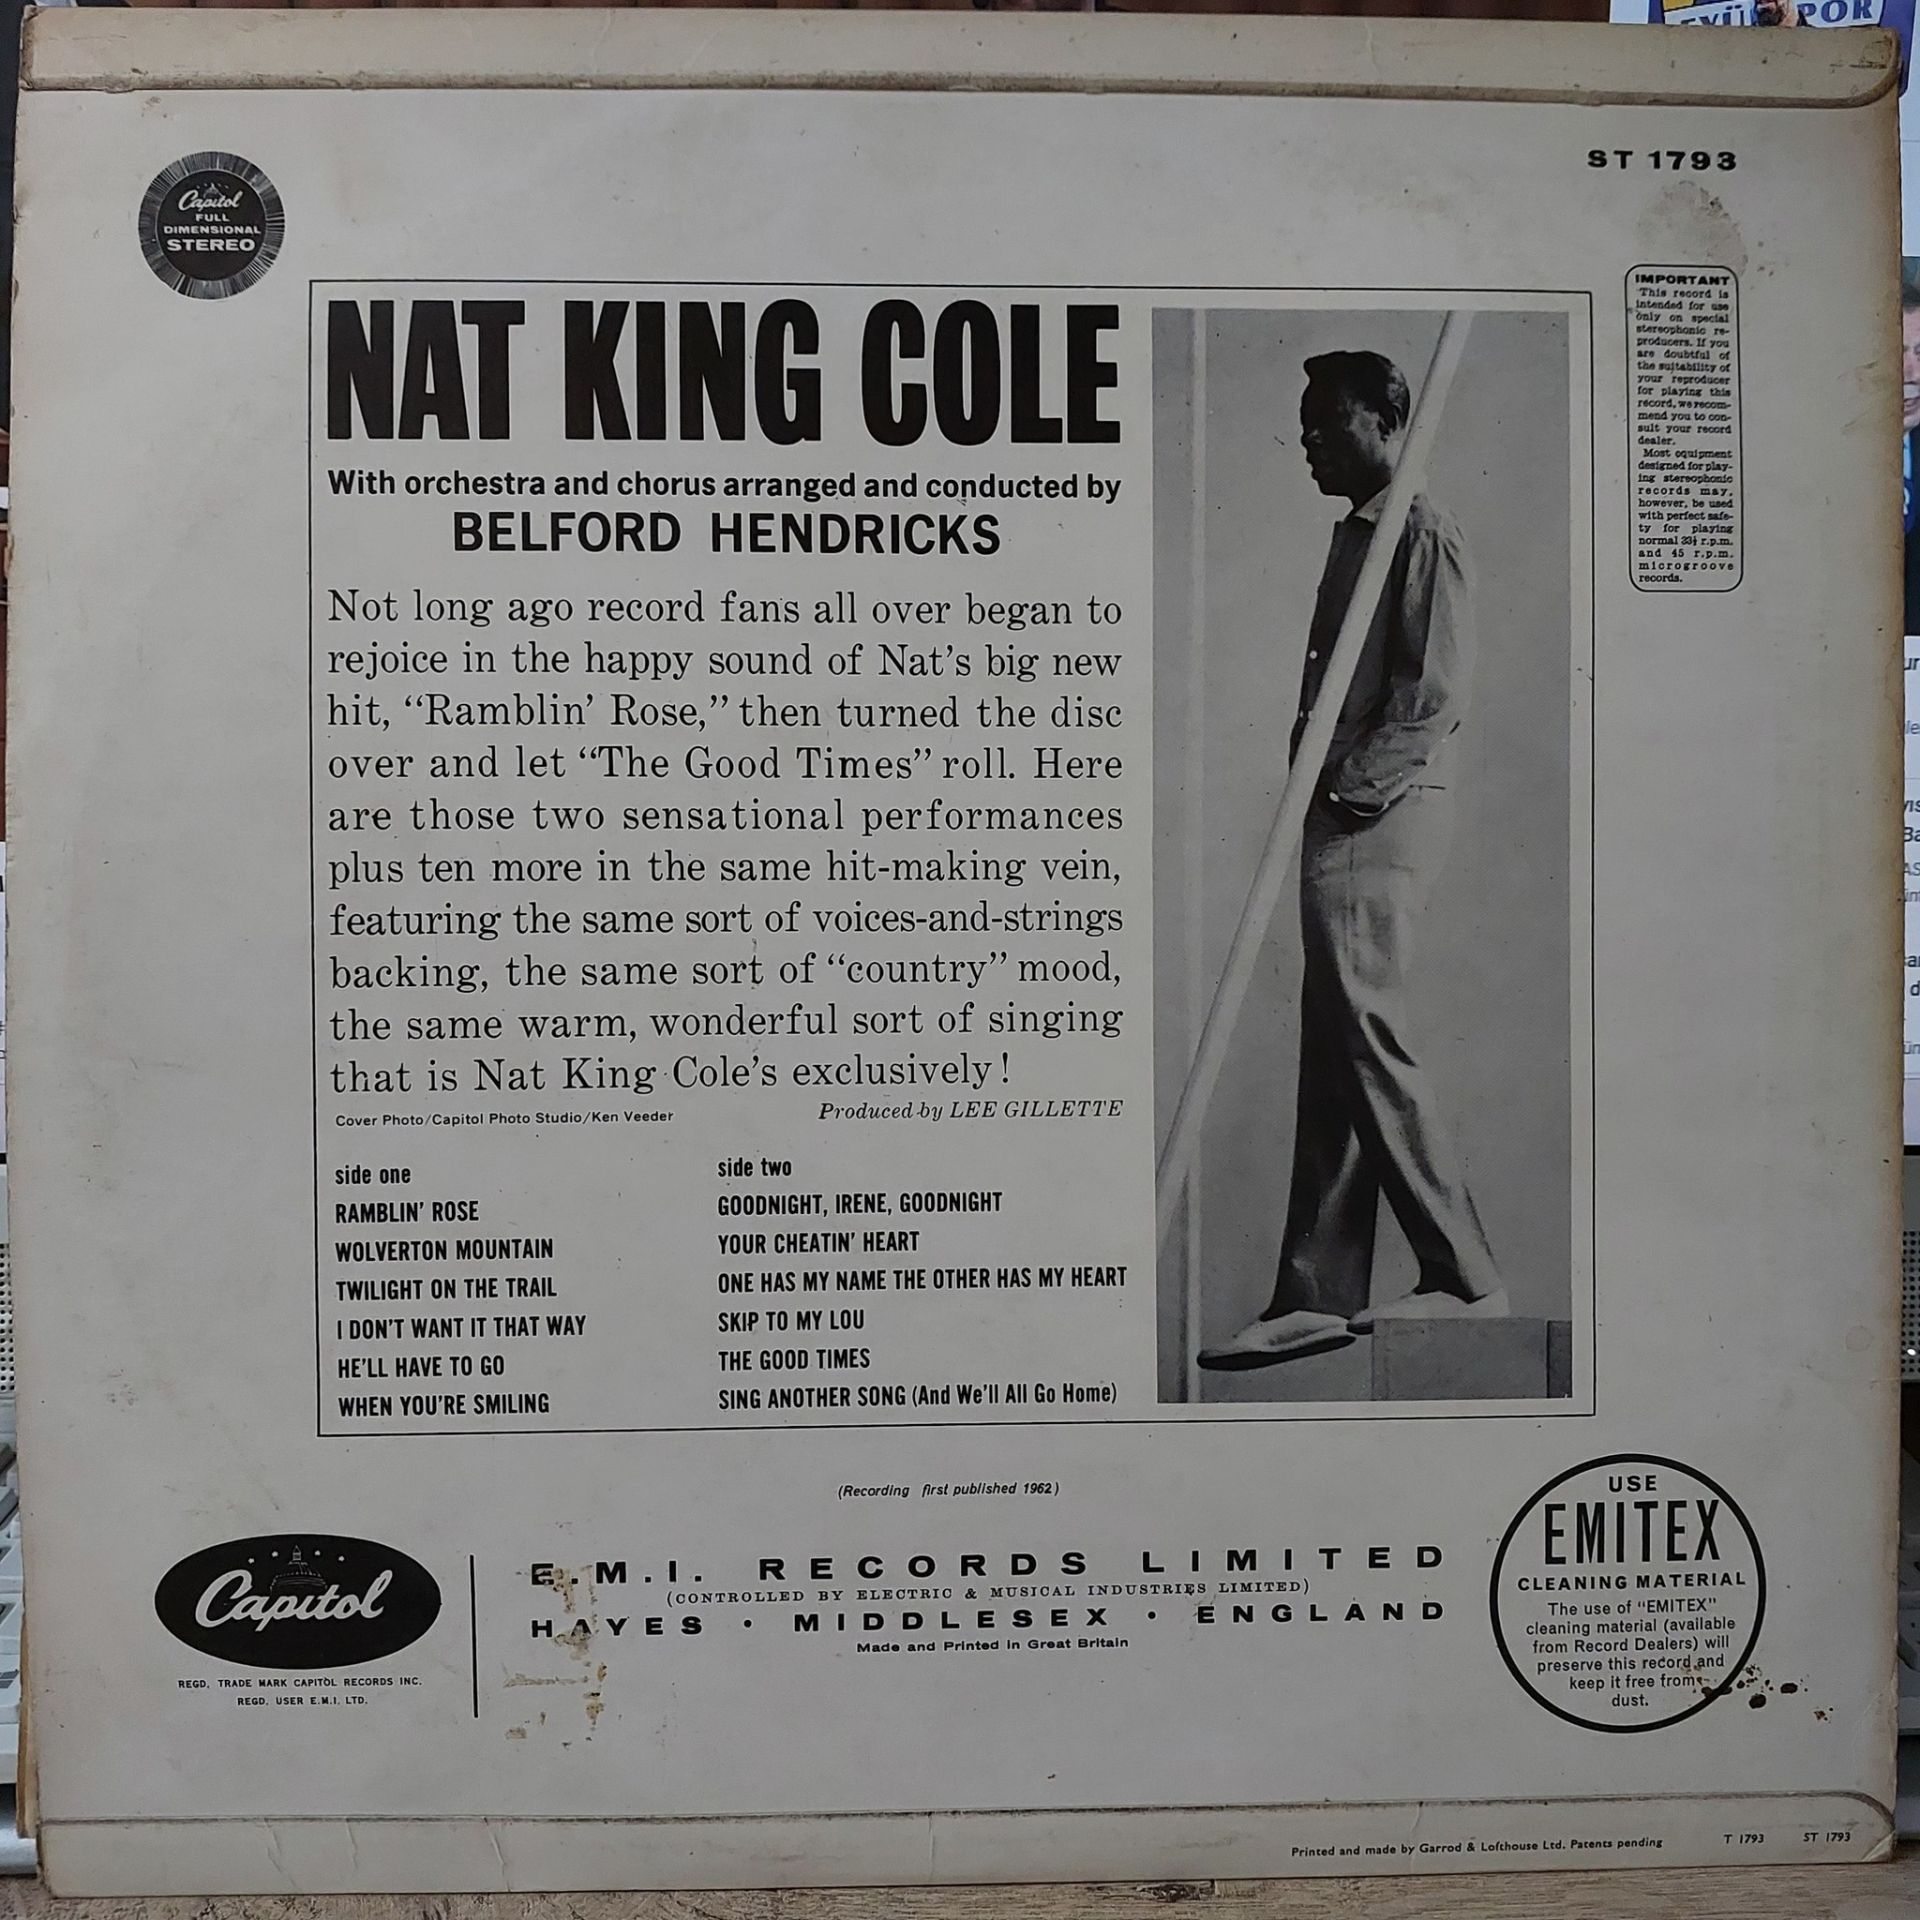 ST 1793
Capitol
FULL
DIMENSIONAL
STEREO
IMPORTANT
This record is
intended for use
only on special
stereophonic re-
producers. If you
are doubtful of
the suitability of
your reproducer
for playing this
record, we recom-
mend you to con-
sult your record
dealer.
Most equipment
designed for play-
ing stereophonic
records may,
however, be used
with perfect safe-
ty for playing
normal 33⅓ r.p.m.
and 45 r.p.m.
microgroove
records.
NAT KING COLE
With orchestra and chorus arranged and conducted by
BELFORD HENDRICKS
Not long ago record fans all over began to
rejoice in the happy sound of Nat's big new
hit, “Ramblin' Rose,” then turned the disc
over and let “The Good Times” roll. Here
are those two sensational performances
plus ten more in the same hit-making vein,
featuring the same sort of voices-and-strings
backing, the same sort of “country” mood,
the same warm, wonderful sort of singing
that is Nat King Cole's exclusively!
Cover Photo/Capitol Photo Studio/Ken Veeder
Produced by LEE GILLETTE
side one
RAMBLIN' ROSE
WOLVERTON MOUNTAIN
TWILIGHT ON THE TRAIL
I DON'T WANT IT THAT WAY
HE'LL HAVE TO GO
WHEN YOU'RE SMILING
side two
GOODNIGHT, IRENE, GOODNIGHT
YOUR CHEATIN' HEART
ONE HAS MY NAME THE OTHER HAS MY HEART
SKIP TO MY LOU
THE GOOD TIMES
SING ANOTHER SONG (And We'll All Go Home)
(Recording first published 1962)
Capitol
REGD. TRADE MARK CAPITOL RECORDS INC.
REGD. USER E.M.I. LTD.
E.M.I. RECORDS LIMITED
(CONTROLLED BY ELECTRIC & MUSICAL INDUSTRIES LIMITED)
HAYES • MIDDLESEX • ENGLAND
Made and Printed in Great Britain
USE
EMITEX
CLEANING MATERIAL
The use of “EMITEX”
cleaning material (available
from Record Dealers) will
preserve this record and
keep it free from
dust.
Printed and made by Garrod & Lofthouse Ltd. Patents pending
T 1793 ST 1793